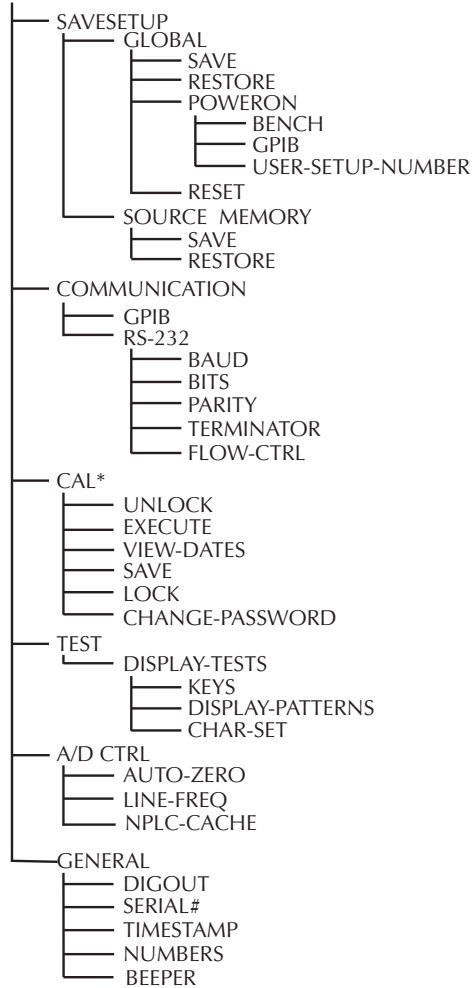 SAVESETUP
GLOBAL
SAVE
RESTORE
POWERON
BENCH
GPIB
USER-SETUP-NUMBER
RESET
SOURCE MEMORY
SAVE
RESTORE
COMMUNICATION
GPIB
RS-232
BAUD
BITS
PARITY
TERMINATOR
FLOW-CTRL
CAL*
UNLOCK
EXECUTE
VIEW-DATES
SAVE
LOCK
CHANGE-PASSWORD
TEST
DISPLAY-TESTS
KEYS
DISPLAY-PATTERNS
CHAR-SET
A/D CTRL
AUTO-ZERO
LINE-FREQ
NPLC-CACHE
GENERAL
DIGOUT
SERIAL#
TIMESTAMP
NUMBERS
BEEPER